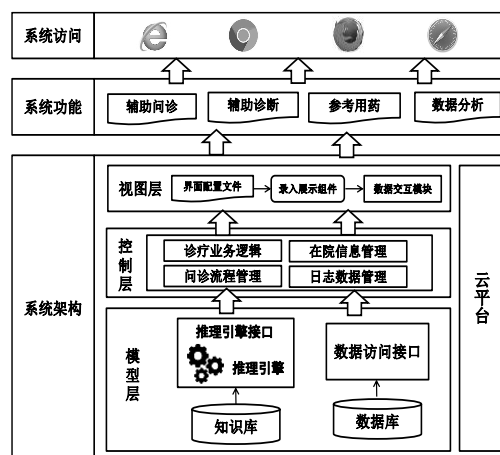 系统访问
系统功能
辅助问诊
辅助诊断
参考用药
数据分析
系统架构
视图层
界面配置文件
录入展示组件
数据交互模块
控制层
诊疗业务逻辑
在院信息管理
问诊流程管理
日志数据管理
模型层
推理引擎接口
推理引擎
数据访问接口
知识库
数据库
云平台